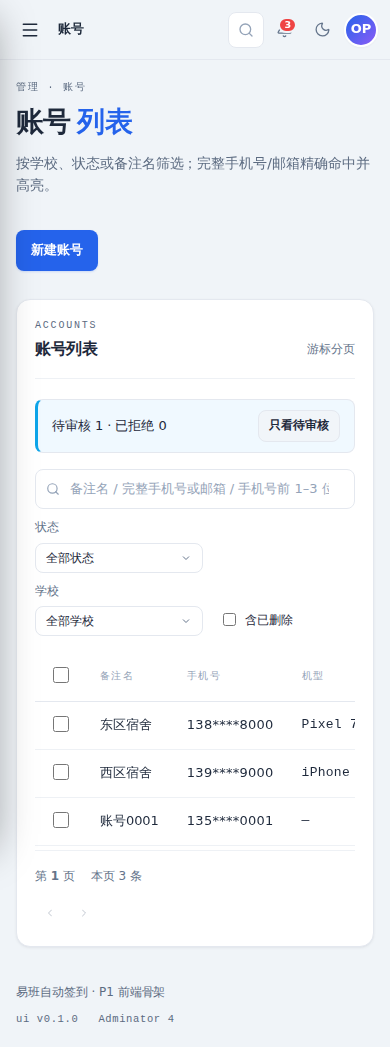 账号
3
OP
管理 · 账号
账号 列表
按学校、状态或备注名筛选；完整手机号/邮箱精确命中并
高亮。
新建账号
ACCOUNTS
账号列表
游标分页
待审核 1 · 已拒绝 0
只看待审核
备注名 / 完整手机号或邮箱 / 手机号前 1–3 位
状态
全部状态
学校
全部学校
含已删除
备注名 手机号 机型
东区宿舍 138****8000 Pixel 7
西区宿舍 139****9000 iPhone
账号0001 135****0001 —
第 1 页 本页 3 条
易班自动签到 · P1 前端骨架
ui v0.1.0 Adminator 4